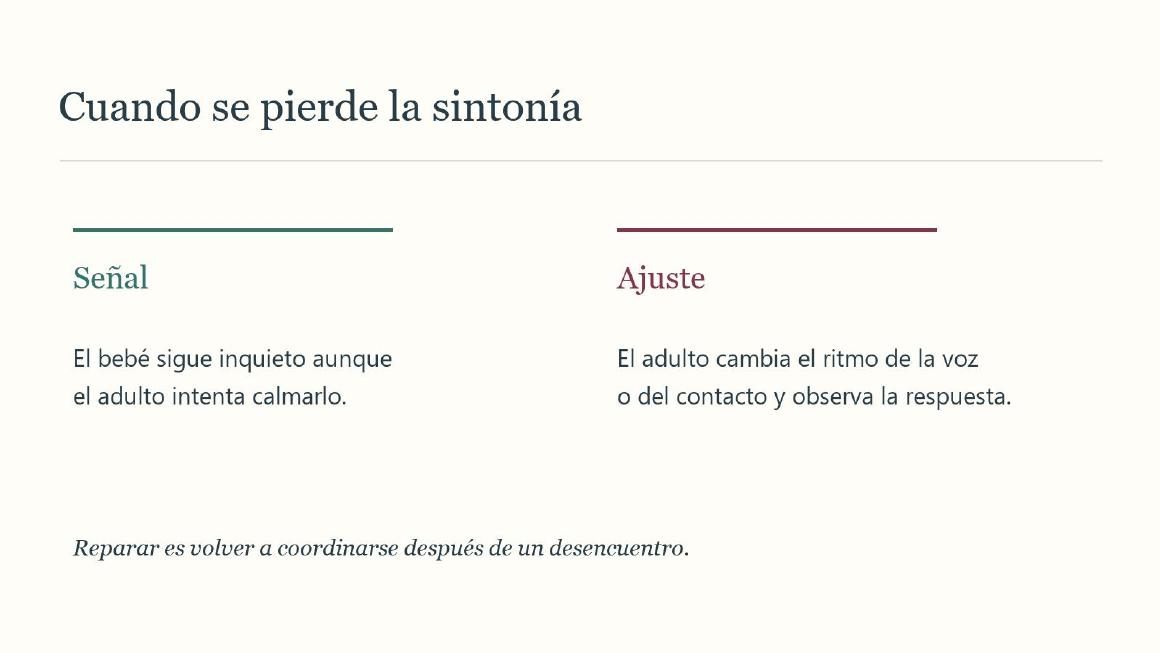 Cuando se pierde la sintonía
Señal
El bebé sigue inquieto aunque
el adulto intenta calmarlo.
Ajuste
El adulto cambia el ritmo de la voz
o del contacto y observa la respuesta.
Reparar es volver a coordinarse después de un desencuentro.